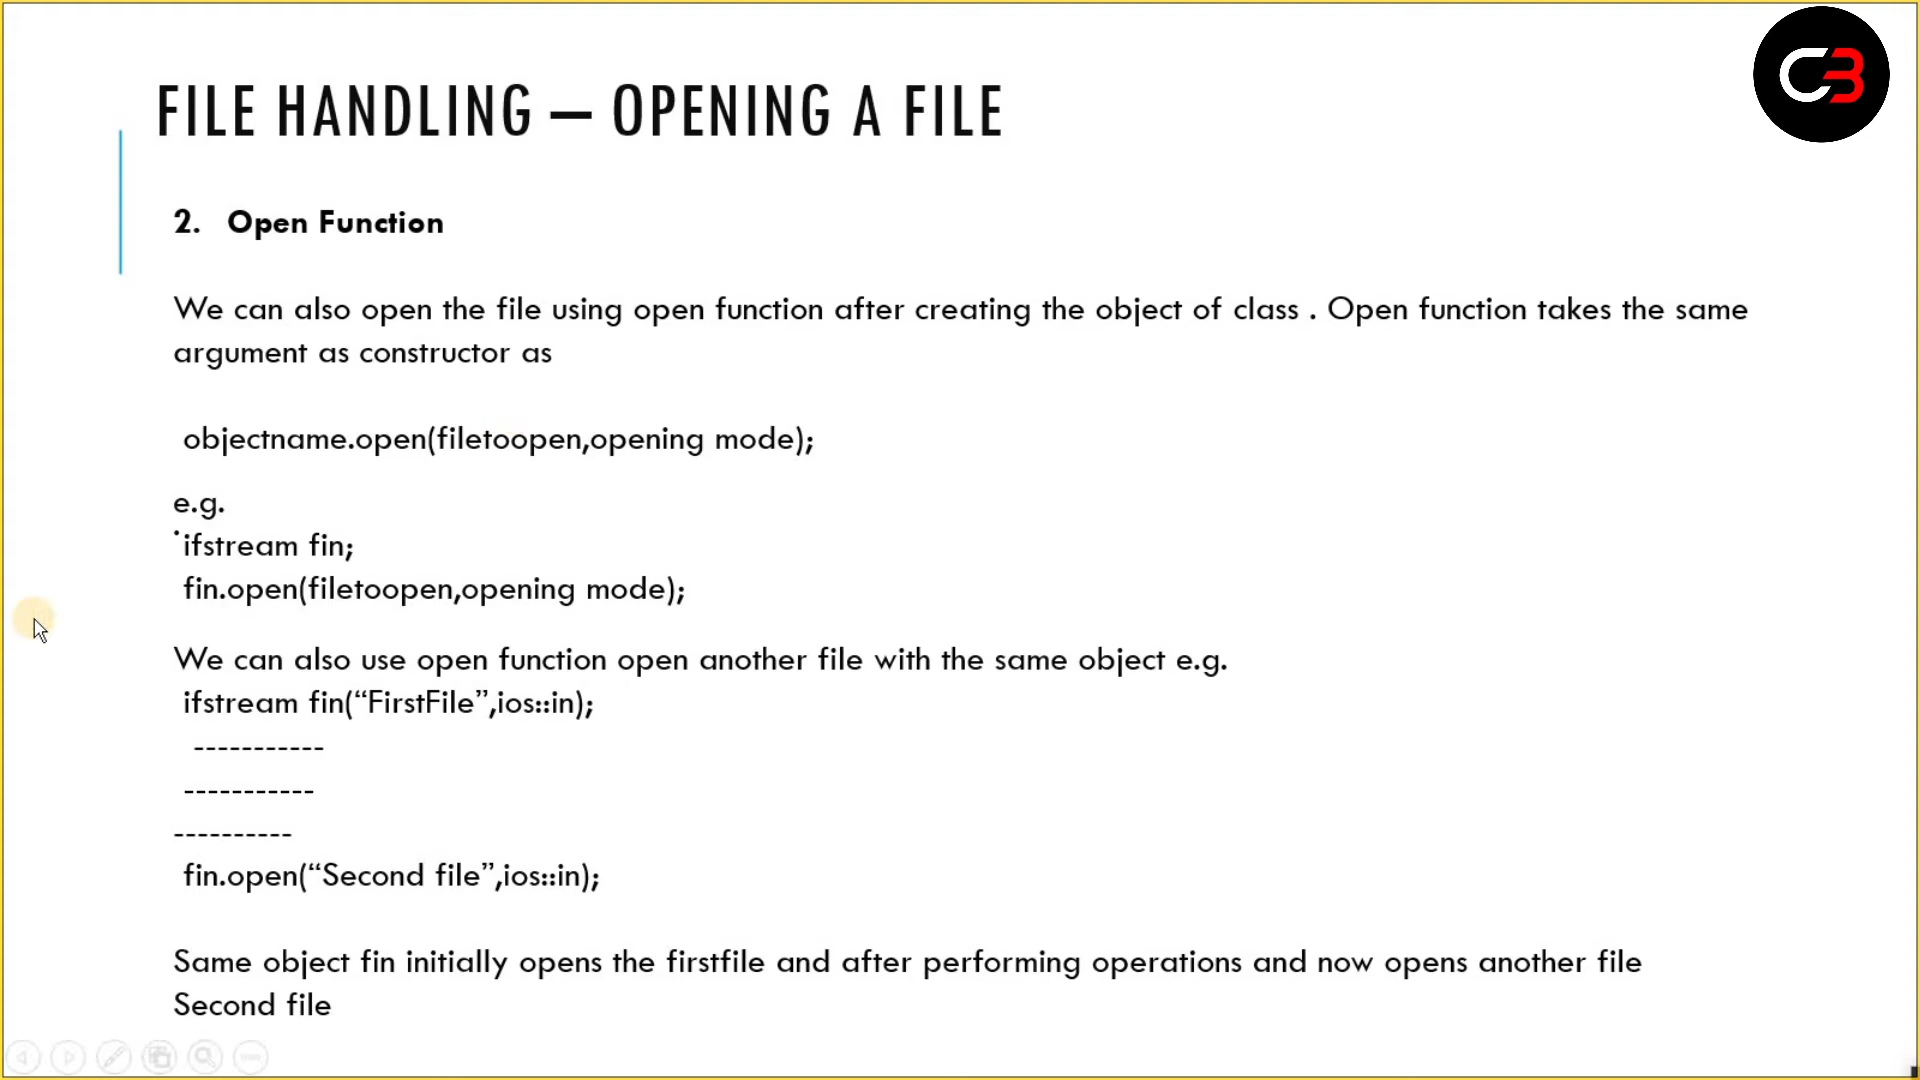 C3
FILE HANDLING – OPENING A FILE
2. Open Function
We can also open the file using open function after creating the object of class . Open function takes the same
argument as constructor as
objectname.open(filetoopen,opening mode);
e.g.
ifstream fin;
fin.open(filetoopen,opening mode);
We can also use open function open another file with the same object e.g.
ifstream fin(“FirstFile”,ios::in);
-----------
-----------
----------
fin.open(“Second file”,ios::in);
Same object fin initially opens the firstfile and after performing operations and now opens another file
Second file